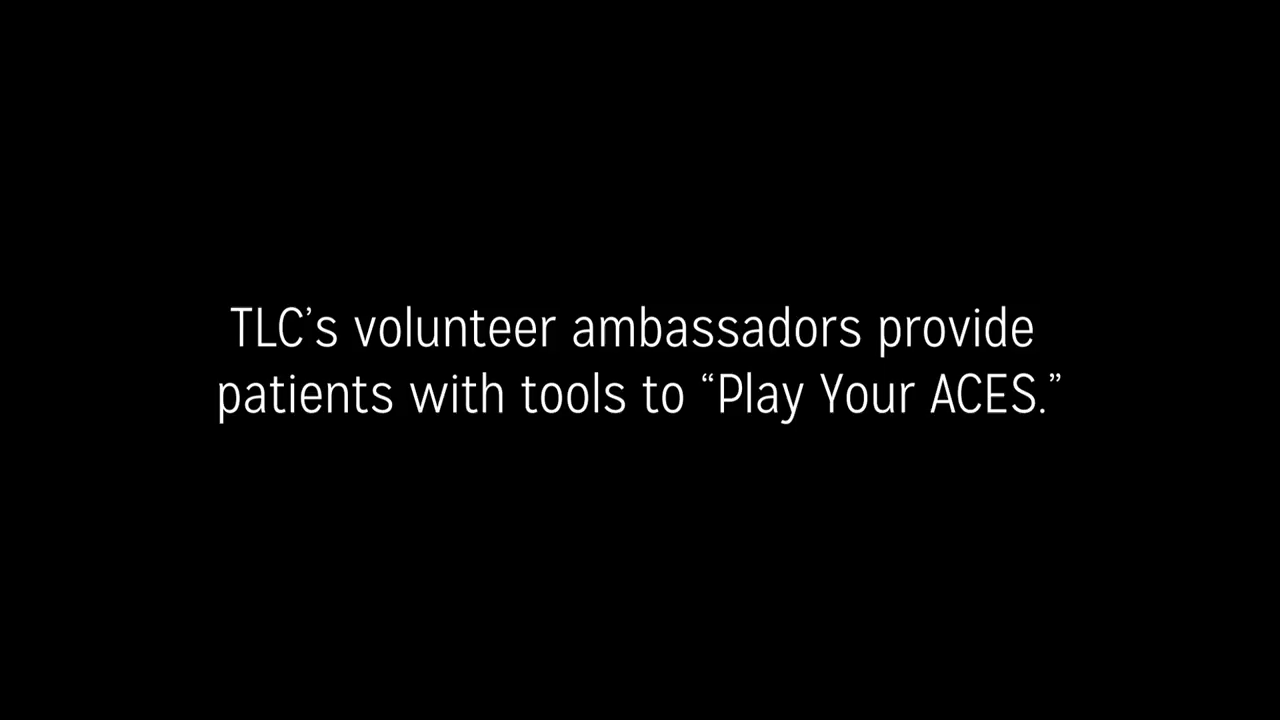 TLC’s volunteer ambassadors provide
patients with tools to “Play Your ACES.”